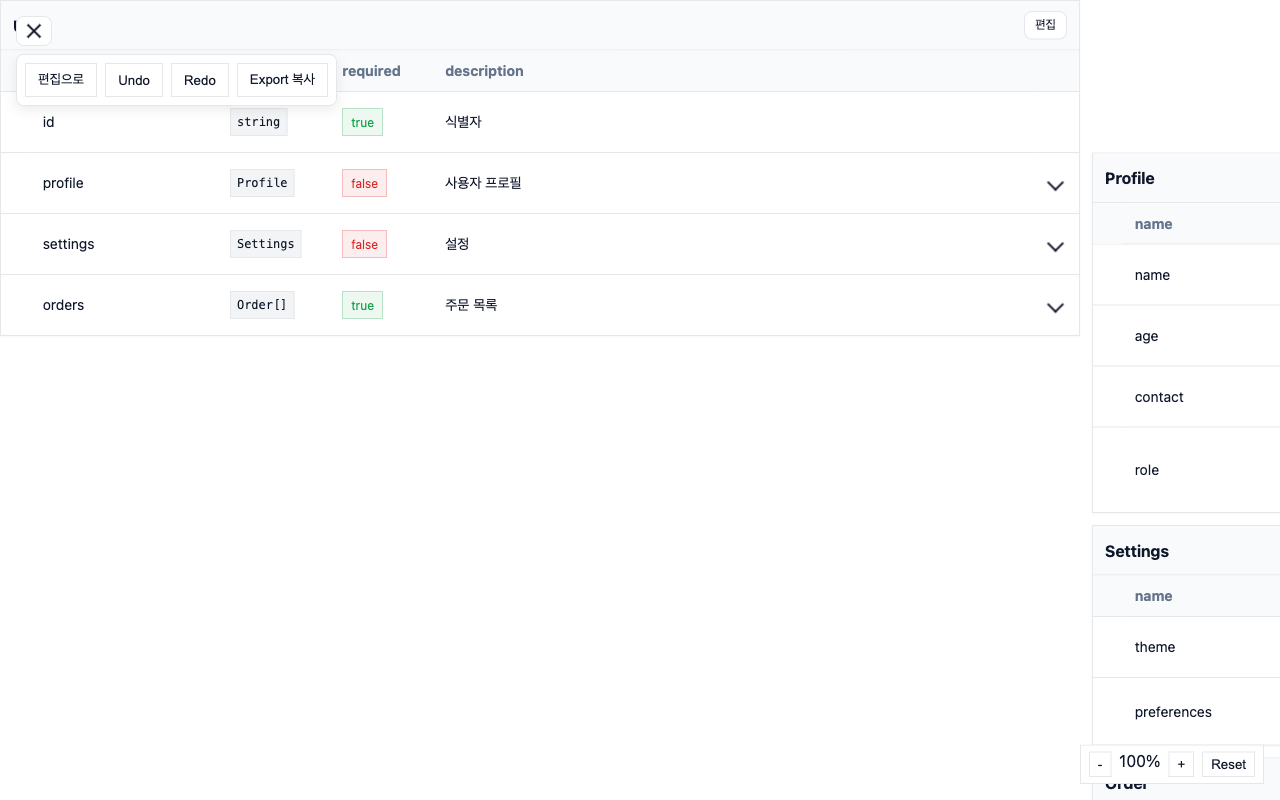 편집
편집으로 Undo Redo Export 복사
required description
id string true 식별자
profile Profile false 사용자 프로필
settings Settings false 설정
orders Order[] true 주문 목록
Profile
name
name
age
contact
role
Settings
name
theme
preferences
- 100% + Reset
Order